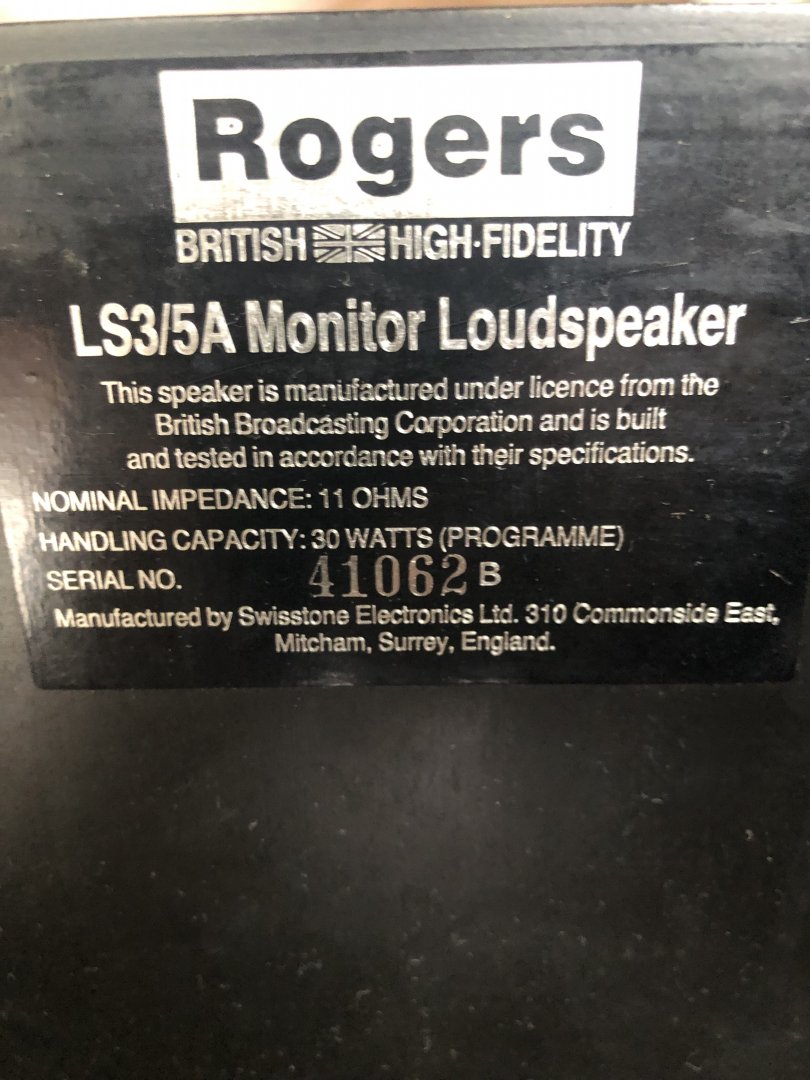 Rogers
BRITISH HIGH·FIDELITY
LS3/5A Monitor Loudspeaker
This speaker is manufactured under licence from the
British Broadcasting Corporation and is built
and tested in accordance with their specifications.
NOMINAL IMPEDANCE: 11 OHMS
HANDLING CAPACITY: 30 WATTS (PROGRAMME)
SERIAL NO. 41062 B
Manufactured by Swisstone Electronics Ltd. 310 Commonside East,
Mitcham, Surrey, England.